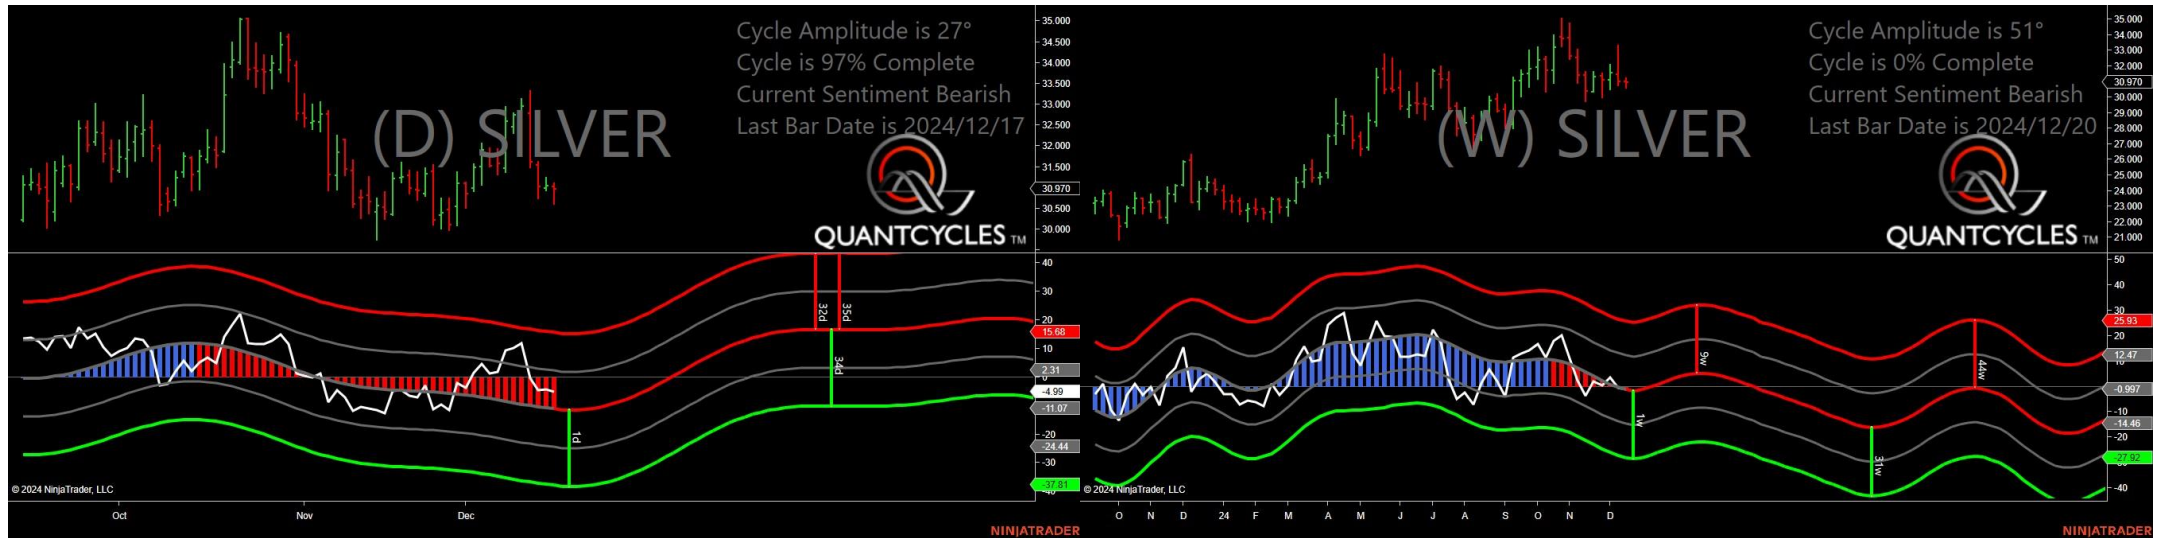 Cycle Amplitude is 27°
Cycle is 97% Complete
Current Sentiment Bearish
Last Bar Date is 2024/12/17
(D) SILVER
QUANTCYCLES TM
35.000
34.500
34.000
33.500
33.000
32.500
32.000
31.500
30.970
30.500
30.000
40
30
20
15.68
10
2.31
-4.99
-11.07
-20
-24.44
-30
-37.81
32d
35d
34d
1d
© 2024 NinjaTrader, LLC
Oct
Nov
Dec
NINJATRADER
Cycle Amplitude is 51°
Cycle is 0% Complete
Current Sentiment Bearish
Last Bar Date is 2024/12/20
(W) SILVER
QUANTCYCLES TM
35.000
34.000
33.000
32.000
30.970
30.000
29.000
28.000
27.000
26.000
25.000
24.000
23.000
22.000
21.000
50
40
30
25.93
12.47
-0.997
-10
-14.46
-20
-27.92
-40
9w
44w
1w
31w
© 2024 NinjaTrader, LLC
O
N
D
24
F
M
A
M
J
J
A
S
O
N
D
NINJATRADER